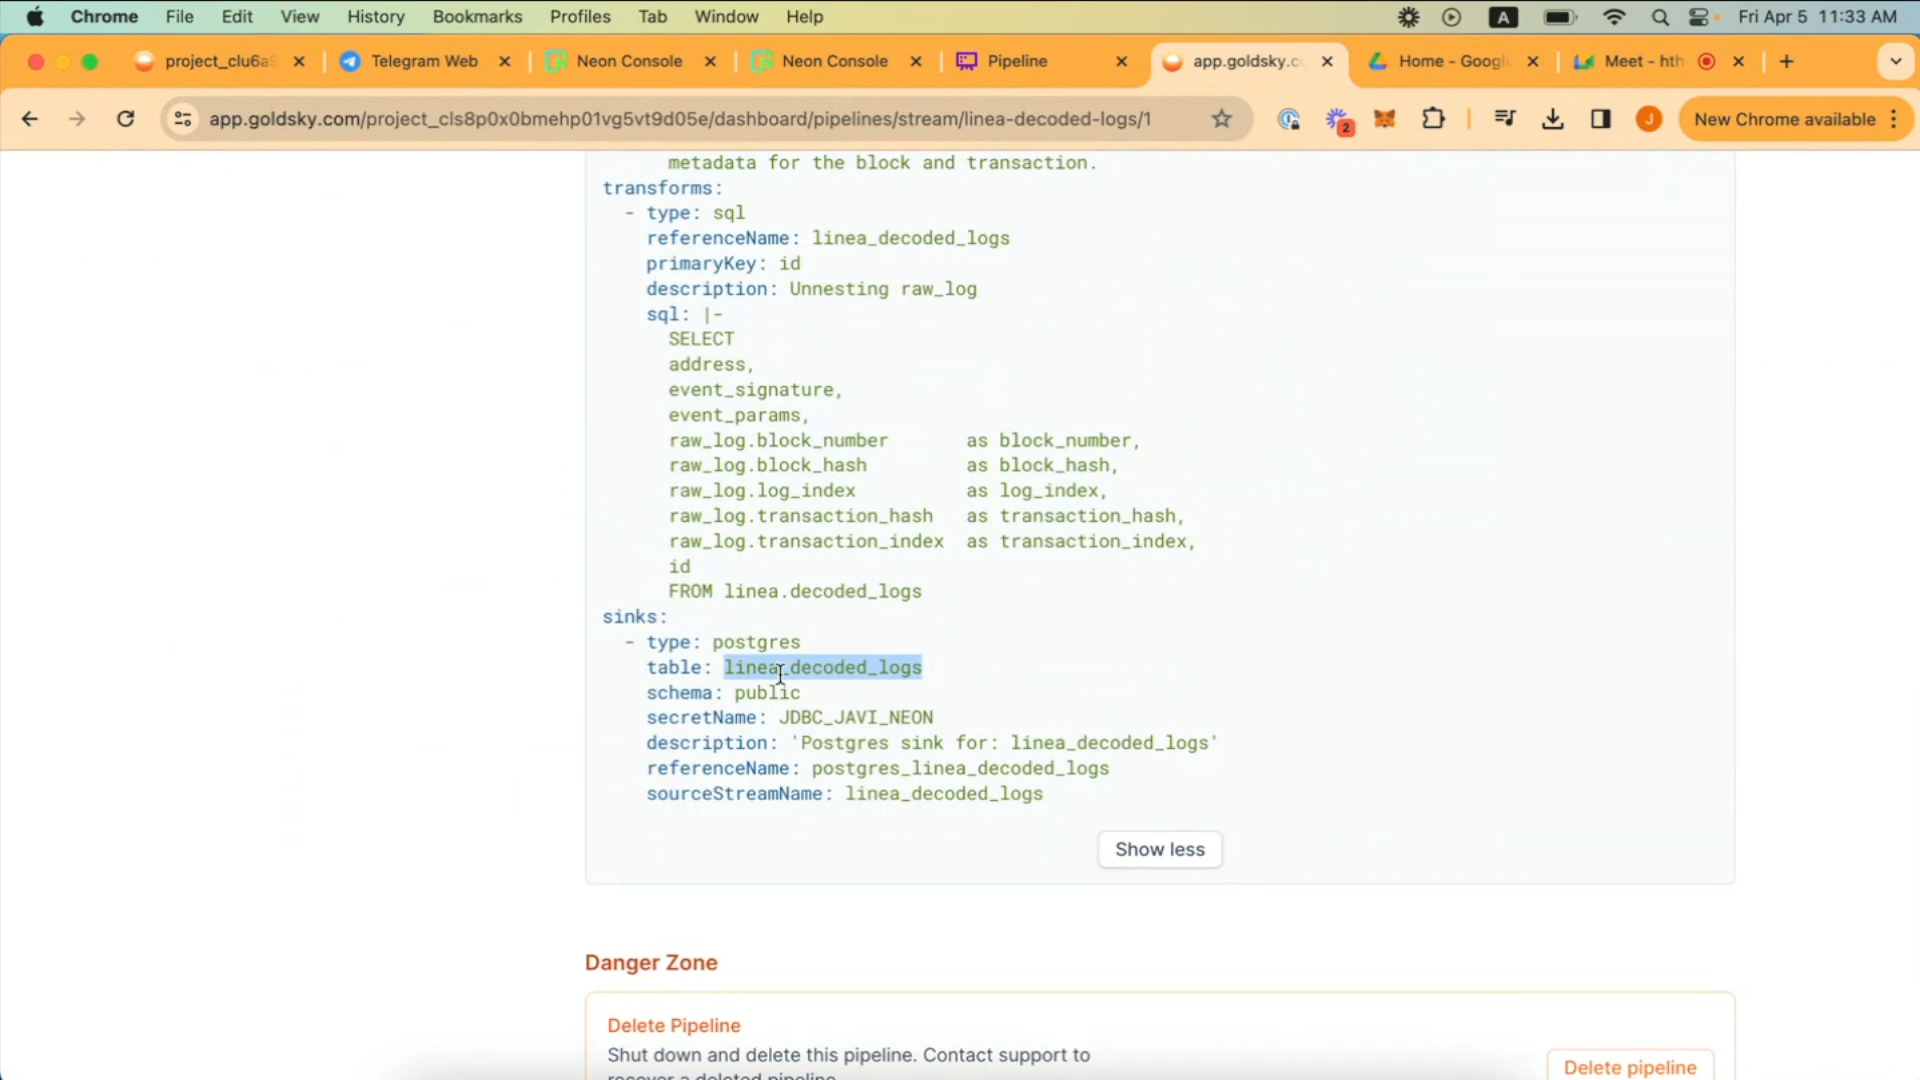 Chrome File Edit View History Bookmarks Profiles Tab Window Help A Fri Apr 5 11:33 AM
project_clu6a Telegram Web Neon Console Neon Console Pipeline app.goldsky.c Home - Googl Meet - hth
app.goldsky.com/project_cls8p0x0bmehp01vg5vt9d05e/dashboard/pipelines/stream/linea-decoded-logs/1 2 J New Chrome available
metadata for the block and transaction.
transforms:
- type: sql
referenceName: linea_decoded_logs
primaryKey: id
description: Unnesting raw_log
sql: |-
SELECT
address,
event_signature,
event_params,
raw_log.block_number as block_number,
raw_log.block_hash as block_hash,
raw_log.log_index as log_index,
raw_log.transaction_hash as transaction_hash,
raw_log.transaction_index as transaction_index,
id
FROM linea.decoded_logs
sinks:
- type: postgres
table: linea_decoded_logs
schema: public
secretName: JDBC_JAVI_NEON
description: 'Postgres sink for: linea_decoded_logs'
referenceName: postgres_linea_decoded_logs
sourceStreamName: linea_decoded_logs
Show less
Danger Zone
Delete Pipeline
Shut down and delete this pipeline. Contact support to
recover a deleted pipeline
Delete pipeline